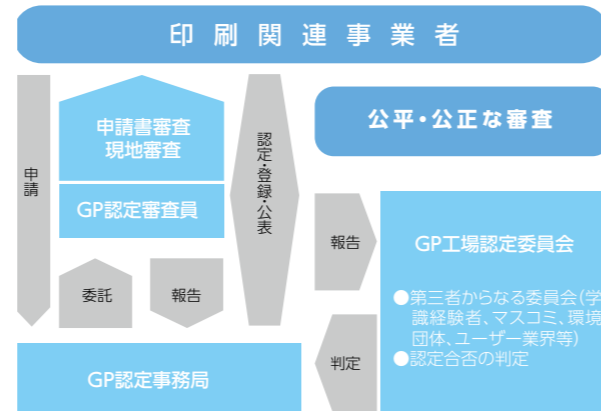 印刷関連事業者
公平・公正な審査
申請
申請書審査
現地審査
GP認定審査員
認定・登録・公表
委託
報告
GP認定事務局
報告
判定
GP工場認定委員会
●第三者からなる委員会(学
識経験者、マスコミ、環境
団体、ユーザー業界等)
●認定合否の判定